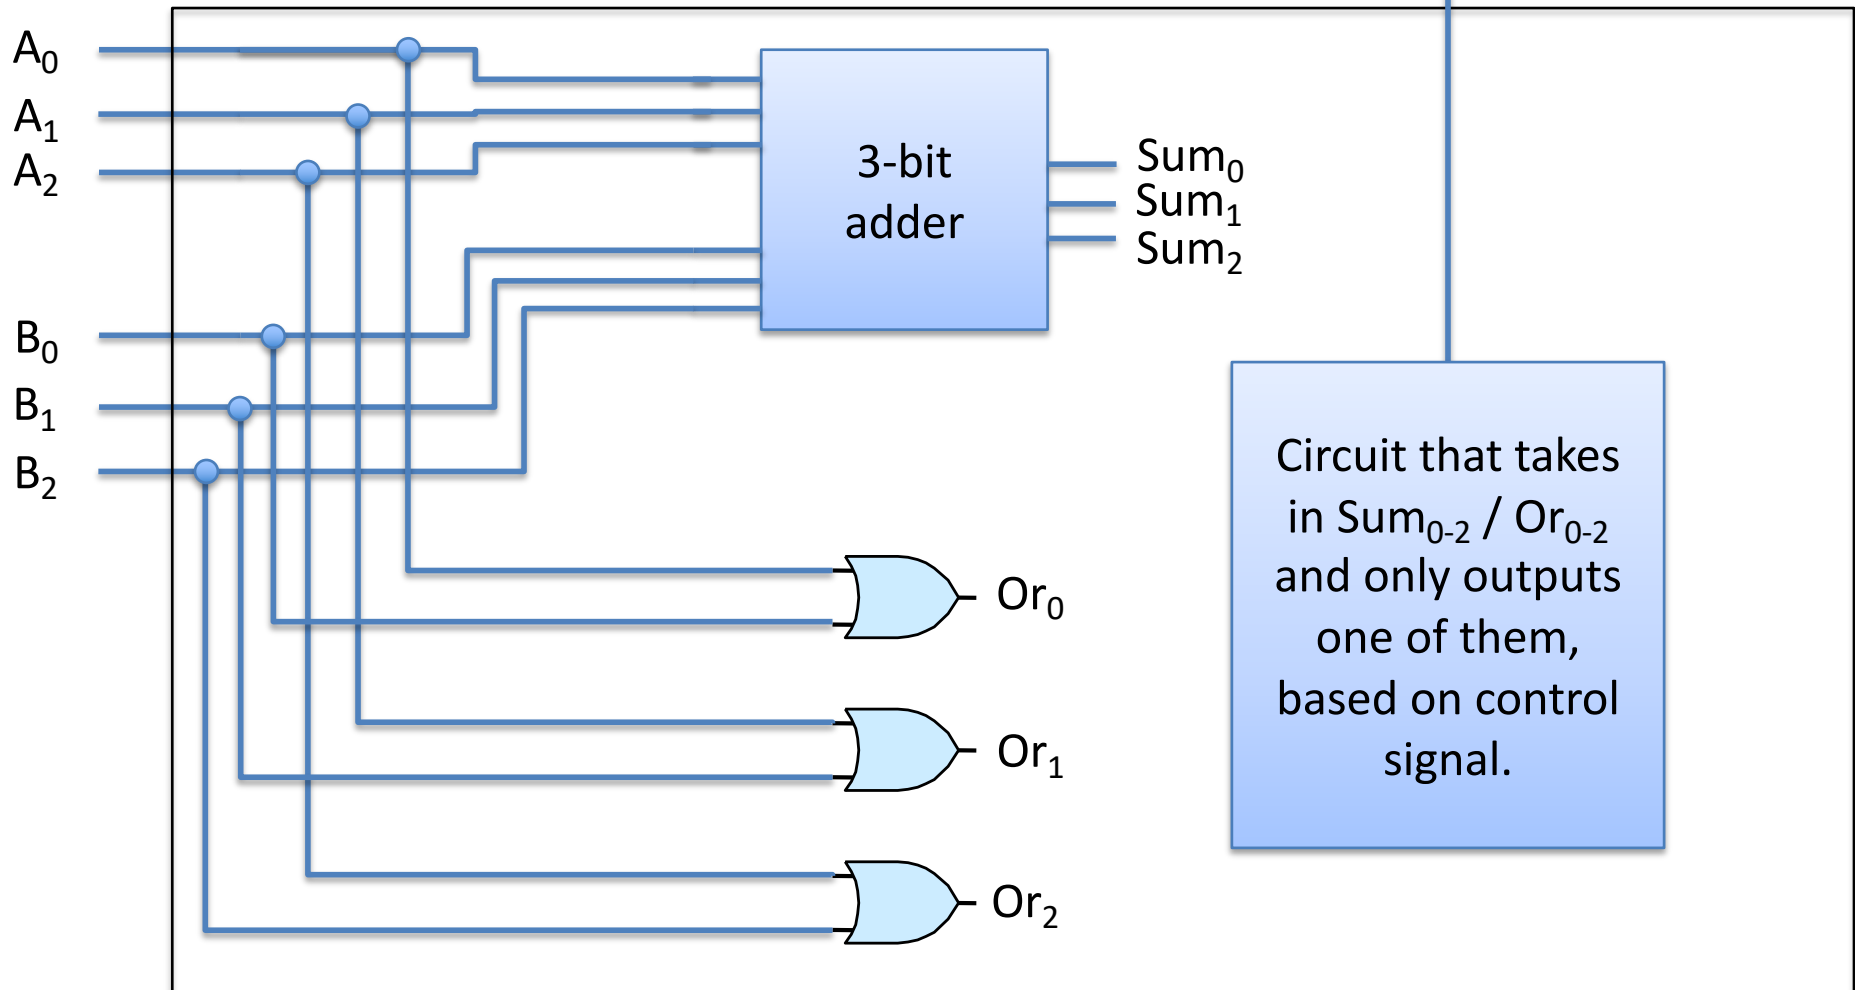 A₀
A₁
A₂
B₀
B₁
B₂
3-bit
adder
Sum₀
Sum₁
Sum₂
Or₀
Or₁
Or₂
Circuit that takes
in Sum₀₋₂ / Or₀₋₂
and only outputs
one of them,
based on control
signal.